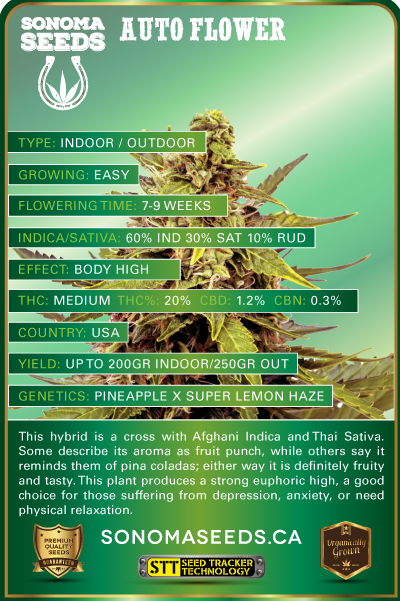 SONOMA
SEEDS
AUTO FLOWER
TYPE: INDOOR / OUTDOOR
GROWING: EASY
FLOWERING TIME: 7-9 WEEKS
INDICA/SATIVA: 60% IND 30% SAT 10% RUD
EFFECT: BODY HIGH
THC: MEDIUM THC%: 20% CBD: 1.2% CBN: 0.3%
COUNTRY: USA
YIELD: UP TO 200GR INDOOR/250GR OUT
GENETICS: PINEAPPLE X SUPER LEMON HAZE
This hybrid is a cross with Afghani Indica and Thai Sativa.
Some describe its aroma as fruit punch, while others say it
reminds them of pina coladas; either way it is definitely fruity
and tasty. This plant produces a strong euphoric high, a good
choice for those suffering from depression, anxiety, or need
physical relaxation.
PREMIUM
QUALITY
SEEDS
GUARANTEED
SONOMASEEDS.CA
STT SEED TRACKER
TECHNOLOGY
Organically
Grown